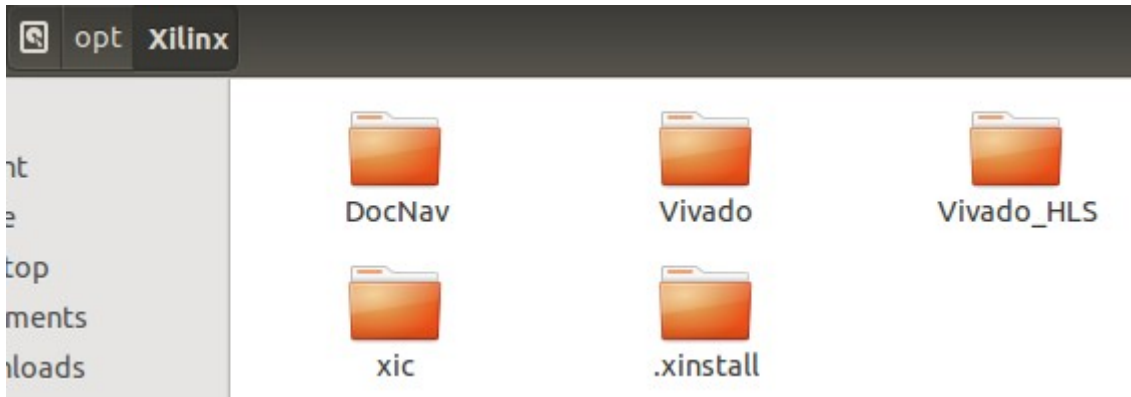 opt Xilinx
DocNav Vivado Vivado_HLS
xic .xinstall
nt
e
top
ments
nloads